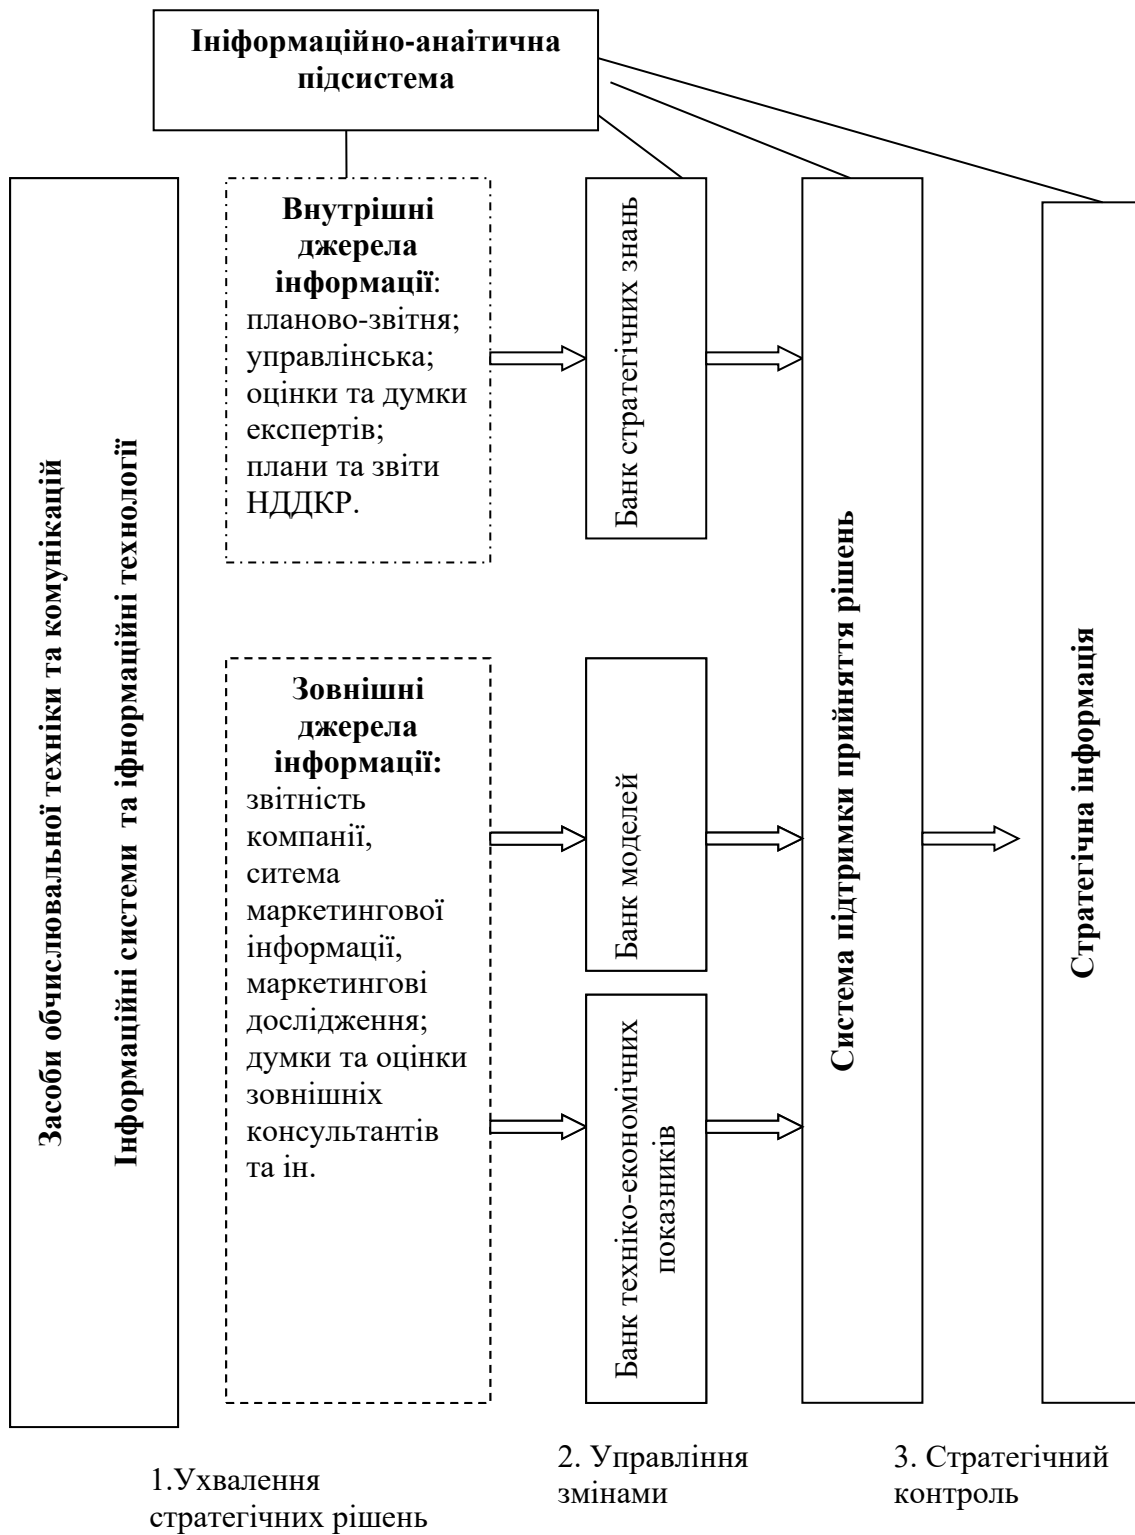 Ініформаційно-анаітична
підсистема
Засоби обчислювальної техніки та комунікацій
Інформаційні системи та іфнормаційні технології
Внутрішні
джерела
інформації:
планово-звітня;
управлінська;
оцінки та думки
експертів;
плани та звіти
НДДКР.
Зовнішні
джерела
інформації:
звітність
компанії,
ситема
маркетингової
інформації,
маркетингові
дослідження;
думки та оцінки
зовнішніх
консультантів
та ін.
Банк стратегічних знань
Банк моделей
Банк техніко-економічних
показників
Система підтримки прийняття рішень
Стратегічна інформація
1.Ухвалення
стратегічних рішень
2. Управління
змінами
3. Стратегічний
контроль